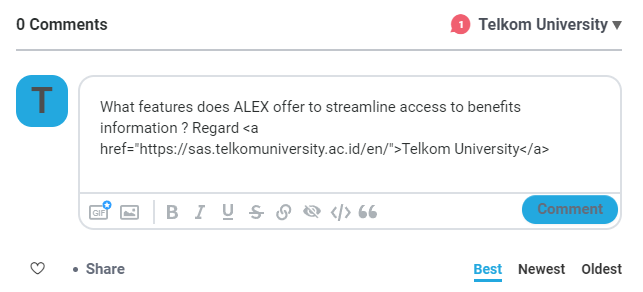 0 Comments
1 Telkom University ▼
T
What features does ALEX offer to streamline access to benefits
information ? Regard <a
href="https://sas.telkomuniversity.ac.id/en/">Telkom University</a>
GIF B I U S </> Comment
• Share Best Newest Oldest